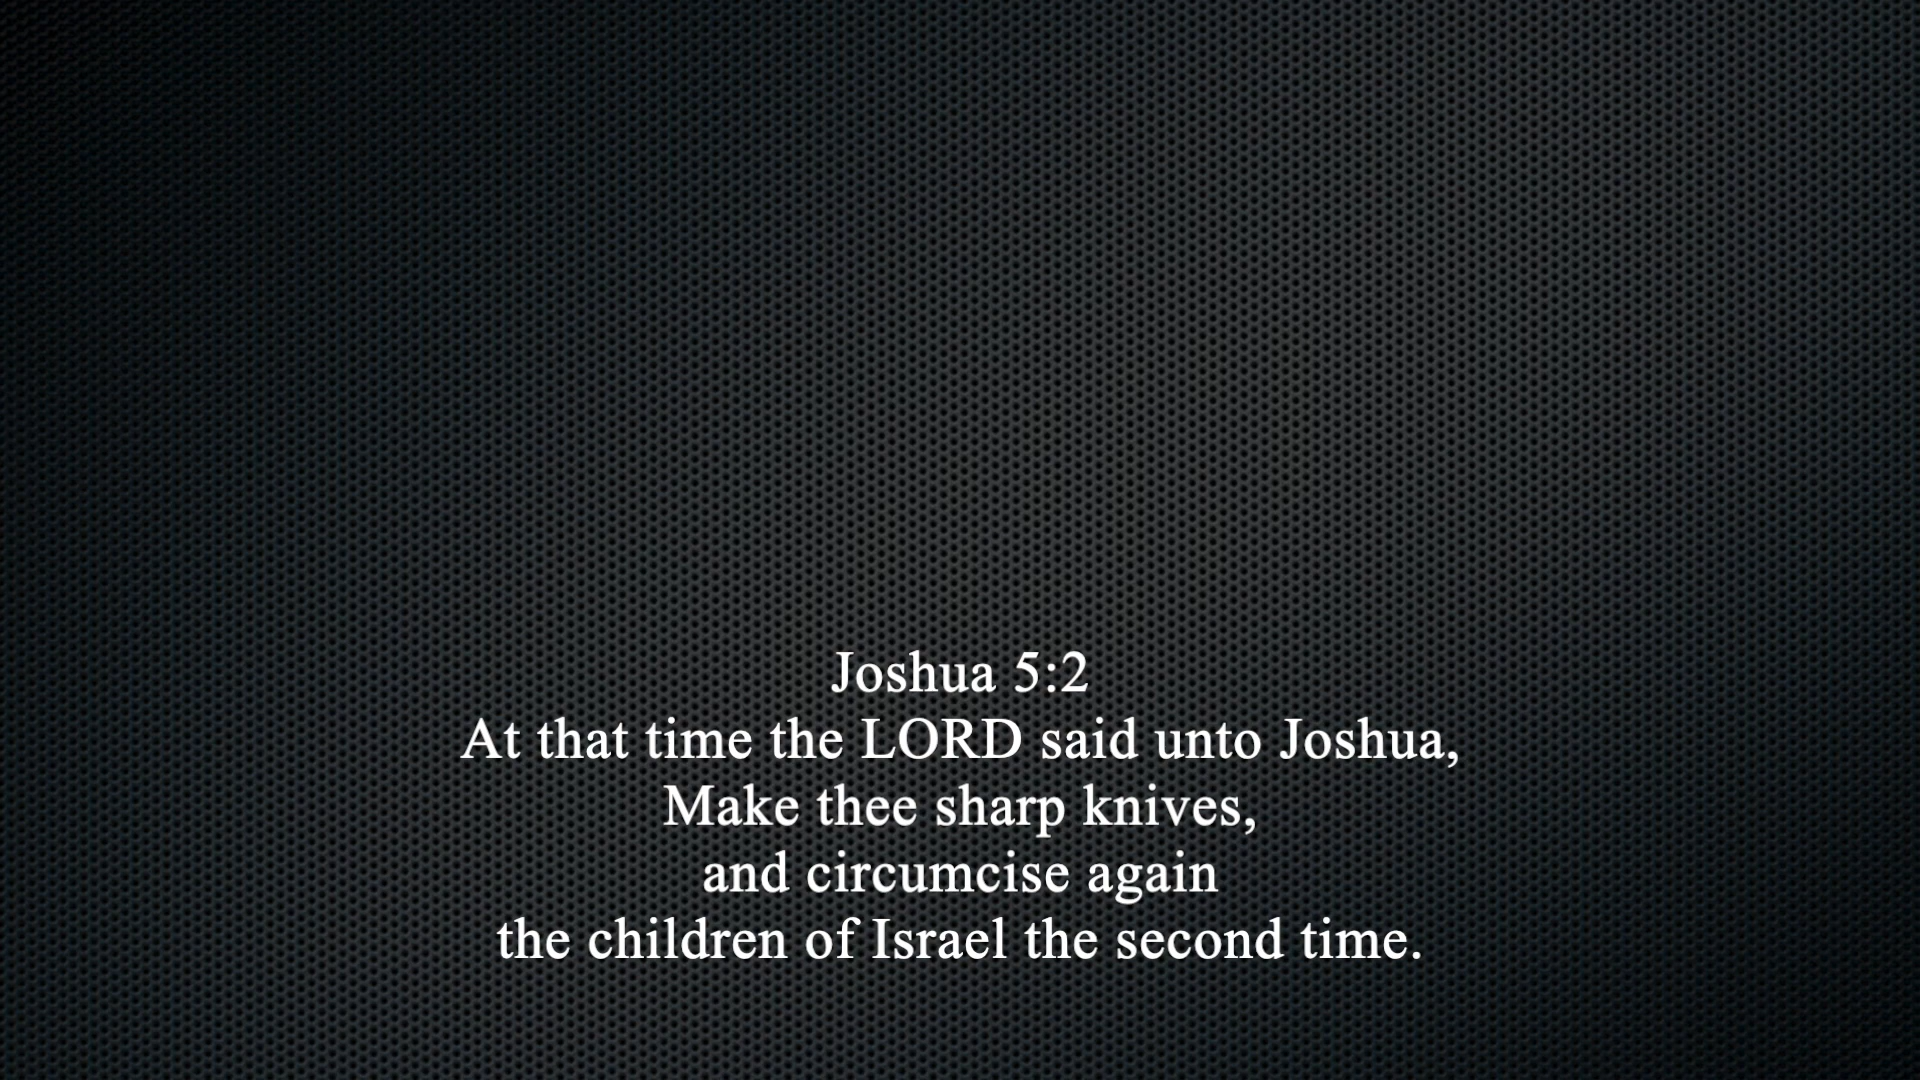 Joshua 5:2
At that time the LORD said unto Joshua,
Make thee sharp knives,
and circumcise again
the children of Israel the second time.